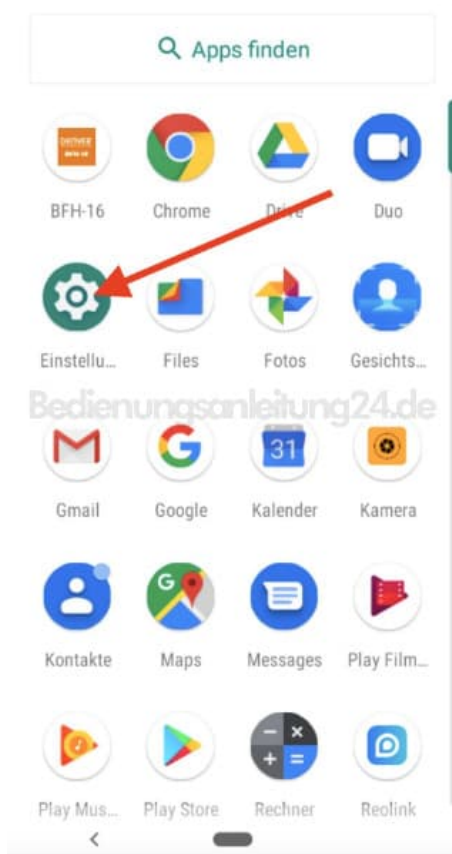 Apps finden
BFH-16
Chrome
Drive
Duo
Einstellu...
Files
Fotos
Gesichts...
Bedienungsanleitung24.de
31
Gmail
Google
Kalender
Kamera
G
Kontakte
Maps
Messages
Play Film...
Play Mus...
Play Store
Rechner
Reolink